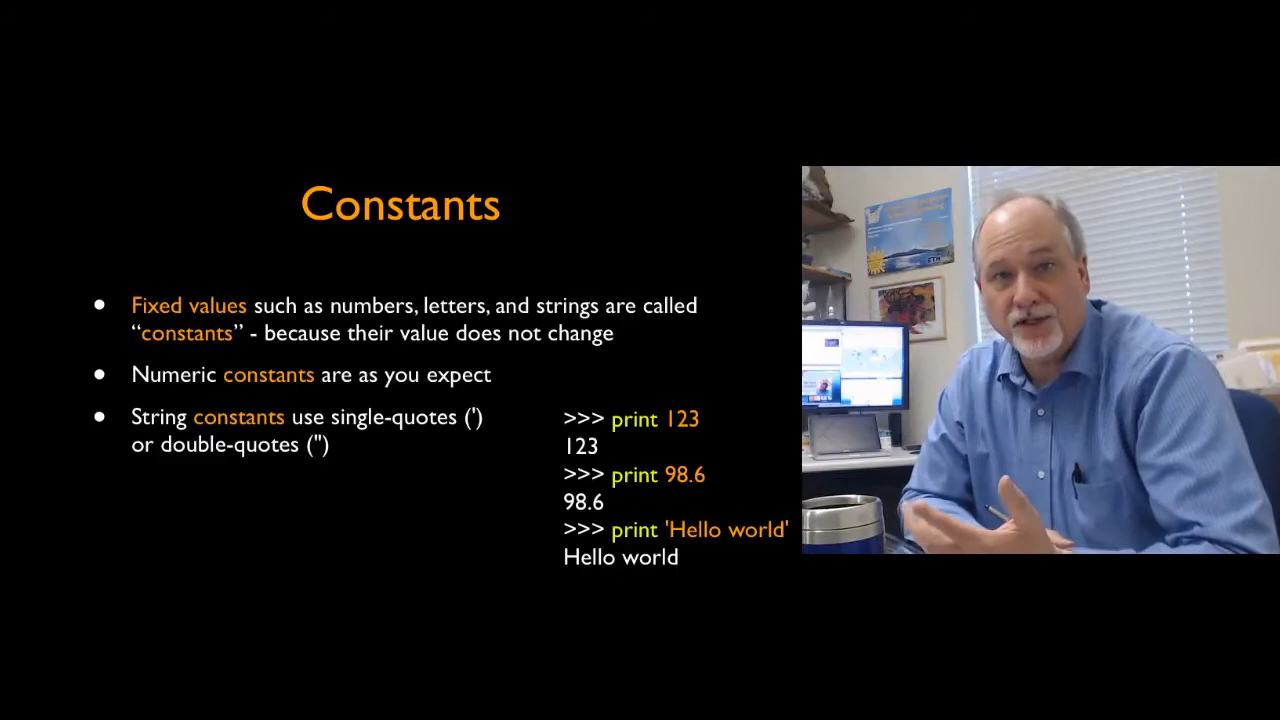 Constants
Fixed values such as numbers, letters, and strings are called
“constants” - because their value does not change
Numeric constants are as you expect
String constants use single-quotes (')
or double-quotes (")
>>> print 123
123
>>> print 98.6
98.6
>>> print 'Hello world'
Hello world